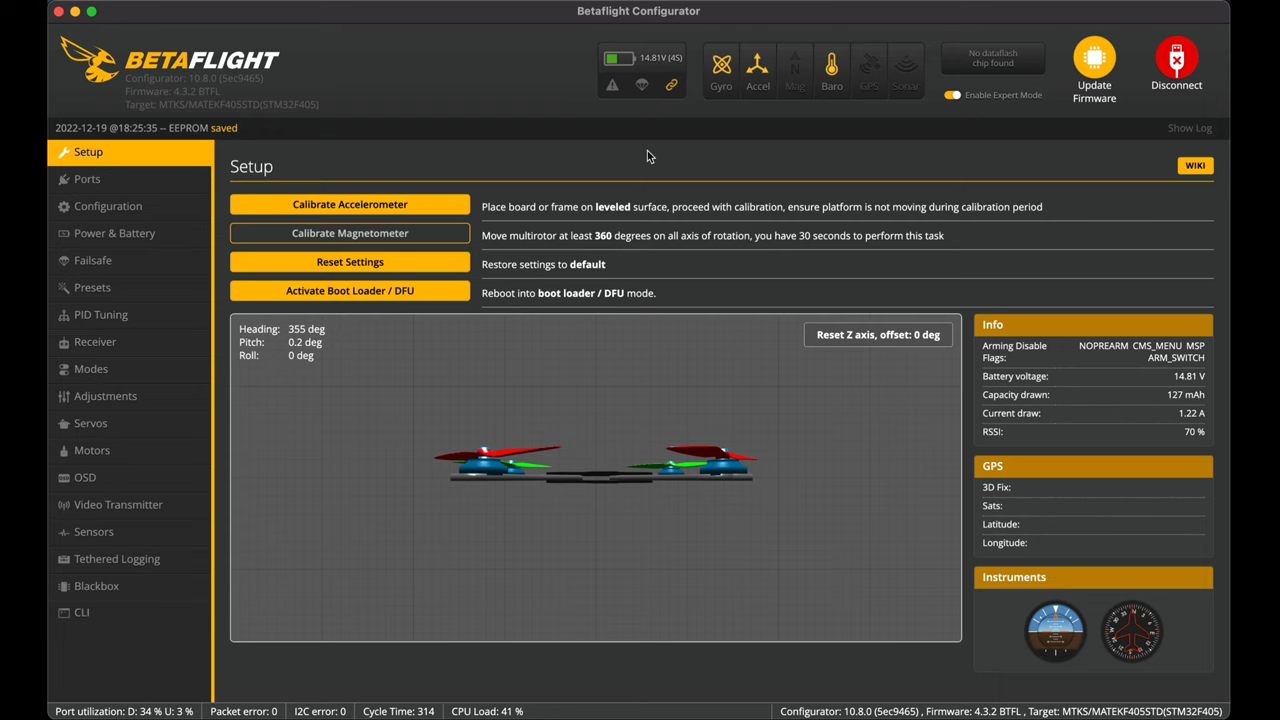 Betaflight Configurator
BETAFLIGHT
Configurator: 10.8.0 (5ec9465)
Firmware: 4.3.2 BTFL
Target: MTKS/MATEKF405STD(STM32F405)
14.81V (4S)
Gyro
Accel
Mag
Baro
GPS
Sonar
No dataflash
chip found
Enable Expert Mode
Update
Firmware
Disconnect
2022-12-19 @18:25:35 -- EEPROM saved
Show Log
Setup
Ports
Configuration
Power & Battery
Failsafe
Presets
PID Tuning
Receiver
Modes
Adjustments
Servos
Motors
OSD
Video Transmitter
Sensors
Tethered Logging
Blackbox
CLI
Setup
WIKI
Calibrate Accelerometer
Place board or frame on leveled surface, proceed with calibration, ensure platform is not moving during calibration period
Calibrate Magnetometer
Move multirotor at least 360 degrees on all axis of rotation, you have 30 seconds to perform this task
Reset Settings
Restore settings to default
Activate Boot Loader / DFU
Reboot into boot loader / DFU mode.
Heading: 355 deg
Pitch: 0.2 deg
Roll: 0 deg
Reset Z axis, offset: 0 deg
Info
Arming Disable Flags: NOPREARM CMS_MENU MSP
ARM_SWITCH
Battery voltage: 14.81 V
Capacity drawn: 127 mAh
Current draw: 1.22 A
RSSI: 70 %
GPS
3D Fix:
Sats:
Latitude:
Longitude:
Instruments
Port utilization: D: 34 % U: 3 %
Packet error: 0
I2C error: 0
Cycle Time: 314
CPU Load: 41 %
Configurator: 10.8.0 (5ec9465) , Firmware: 4.3.2 BTFL , Target: MTKS/MATEKF405STD(STM32F405)